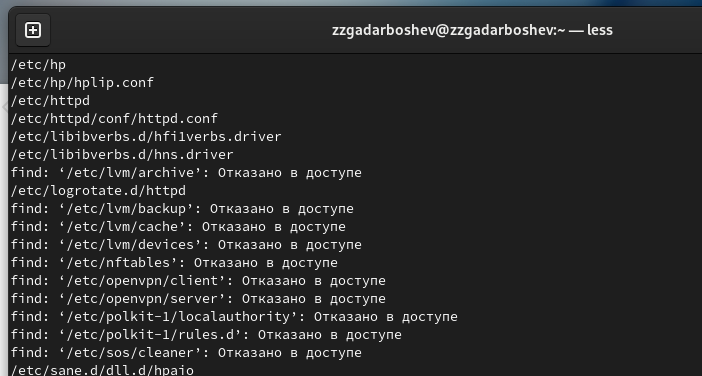 zzgadarboshev@zzgadarboshev:~ — less
/etc/hp
/etc/hp/hplip.conf
/etc/httpd
/etc/httpd/conf/httpd.conf
/etc/libibverbs.d/hfi1verbs.driver
/etc/libibverbs.d/hns.driver
find: ‘/etc/lvm/archive’: Отказано в доступе
/etc/logrotate.d/httpd
find: ‘/etc/lvm/backup’: Отказано в доступе
find: ‘/etc/lvm/cache’: Отказано в доступе
find: ‘/etc/lvm/devices’: Отказано в доступе
find: ‘/etc/nftables’: Отказано в доступе
find: ‘/etc/openvpn/client’: Отказано в доступе
find: ‘/etc/openvpn/server’: Отказано в доступе
find: ‘/etc/polkit-1/localauthority’: Отказано в доступе
find: ‘/etc/polkit-1/rules.d’: Отказано в доступе
find: ‘/etc/sos/cleaner’: Отказано в доступе
/etc/sane.d/dll.d/hpaio